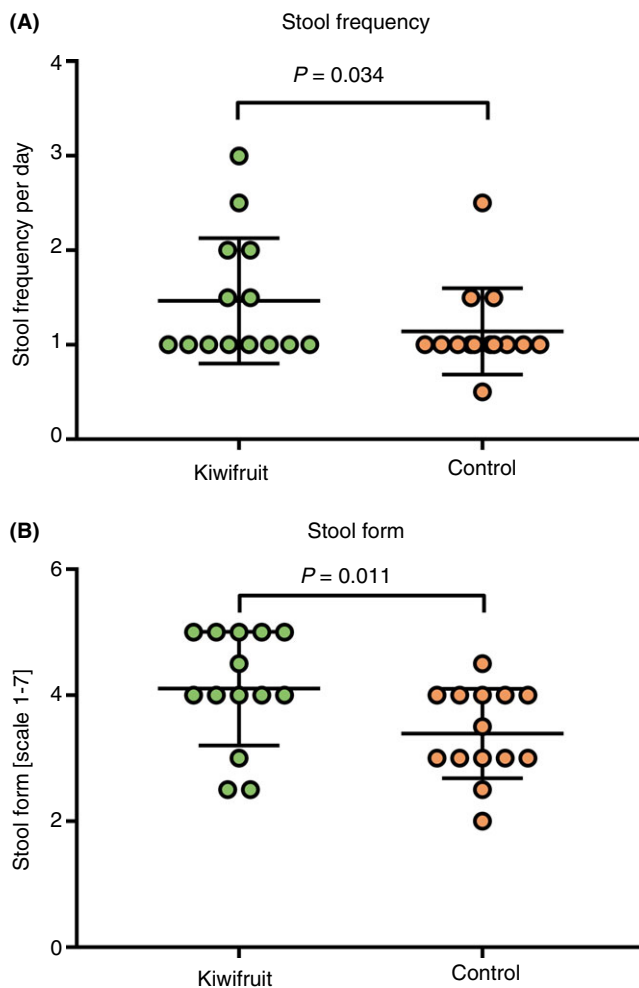 (A)
Stool frequency
P = 0.034
Stool frequency per day
4
3
2
1
0
Kiwifruit
Control
(B)
Stool form
P = 0.011
Stool form [scale 1-7]
6
4
2
0
Kiwifruit
Control